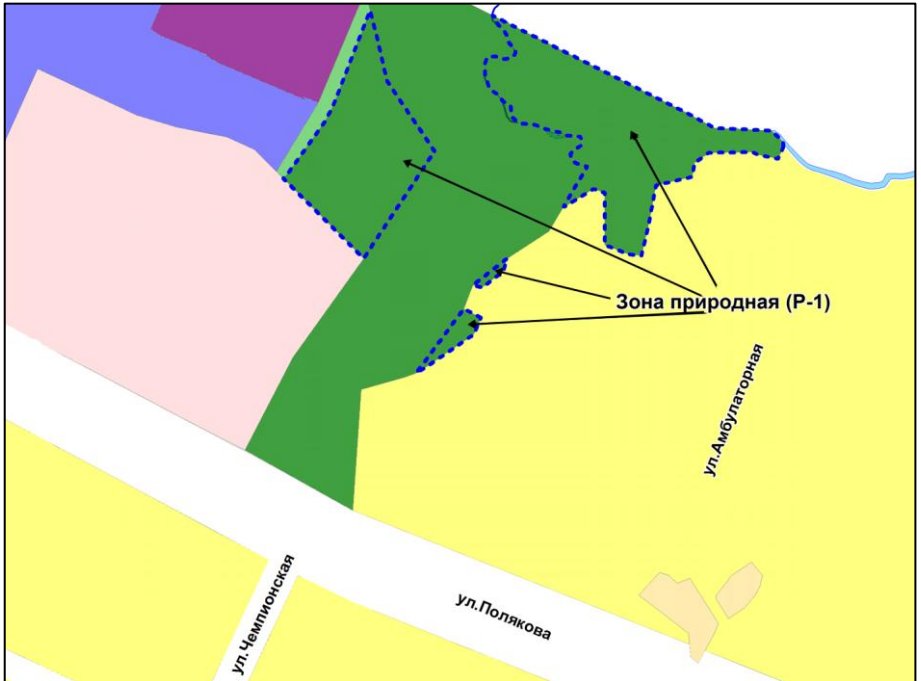 Зона природная (Р-1)
ул.Амбулаторная
ул.Полякова
ул.Чемпионская